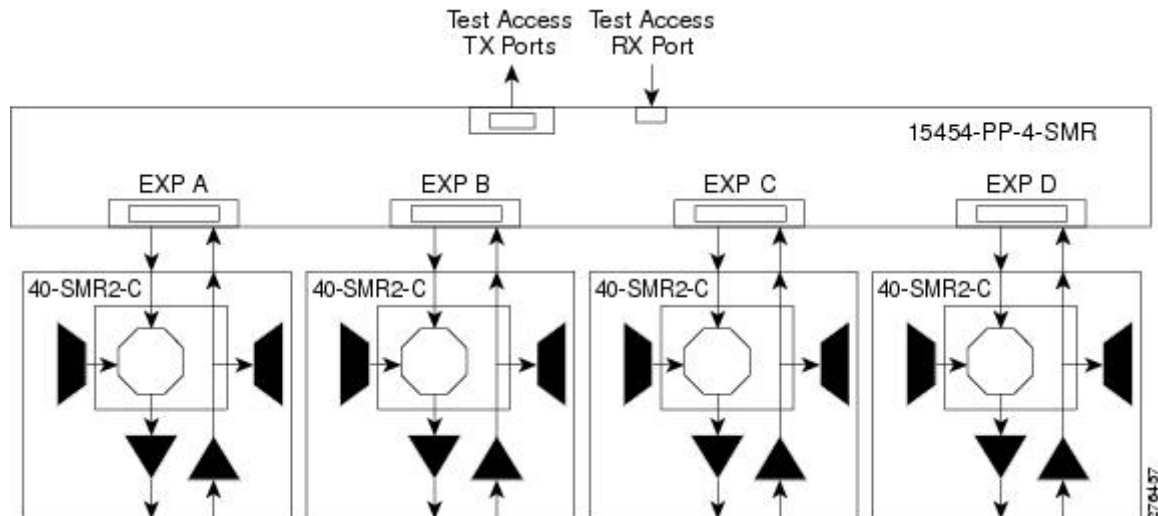 Test Access
TX Ports
Test Access
RX Port
15454-PP-4-SMR
EXP A
EXP B
EXP C
EXP D
40-SMR2-C
40-SMR2-C
40-SMR2-C
40-SMR2-C
276457